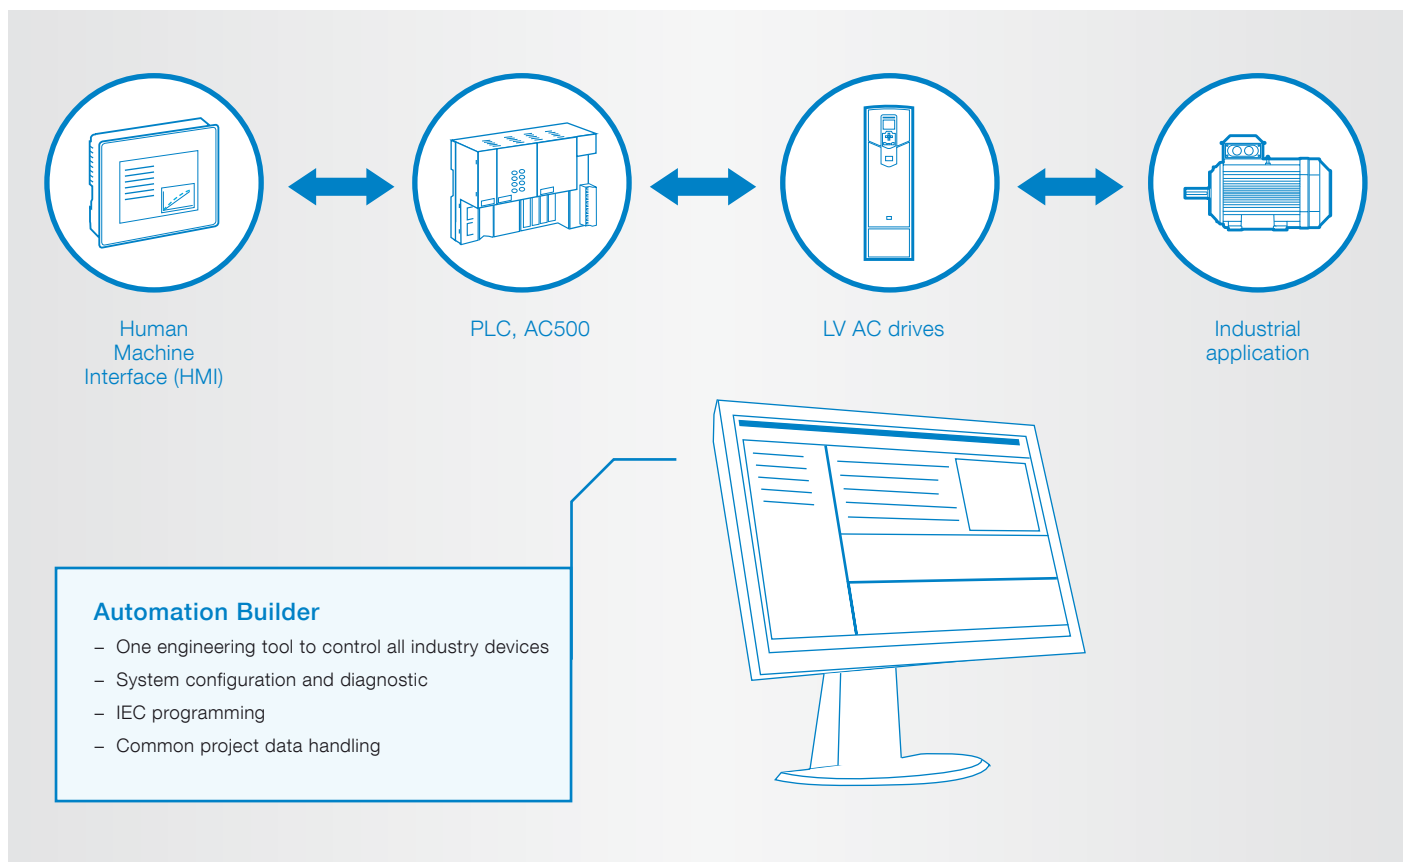 Human
Machine
Interface (HMI)
PLC, AC500
LV AC drives
Industrial
application
Automation Builder
– One engineering tool to control all industry devices
– System configuration and diagnostic
– IEC programming
– Common project data handling